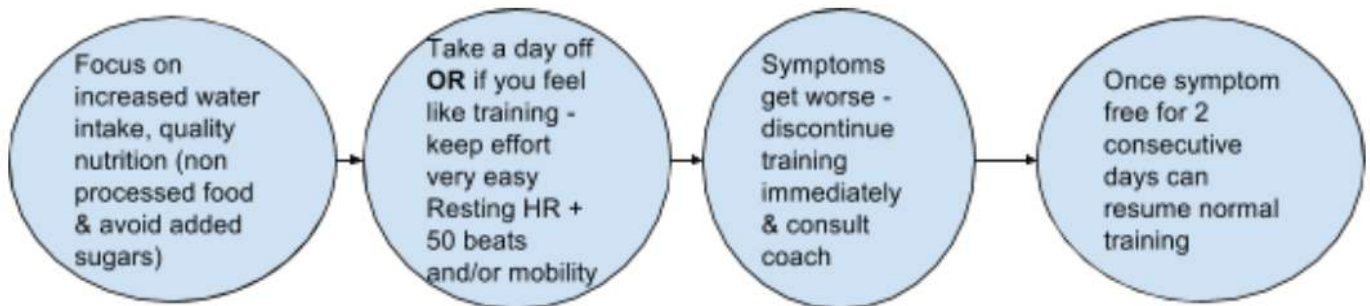 Focus on
increased water
intake, quality
nutrition (non
processed food
& avoid added
sugars)
Take a day off
OR if you feel
like training -
keep effort
very easy
Resting HR +
50 beats
and/or mobility
Symptoms
get worse -
discontinue
training
immediately
& consult
coach
Once symptom
free for 2
consecutive
days can
resume normal
training